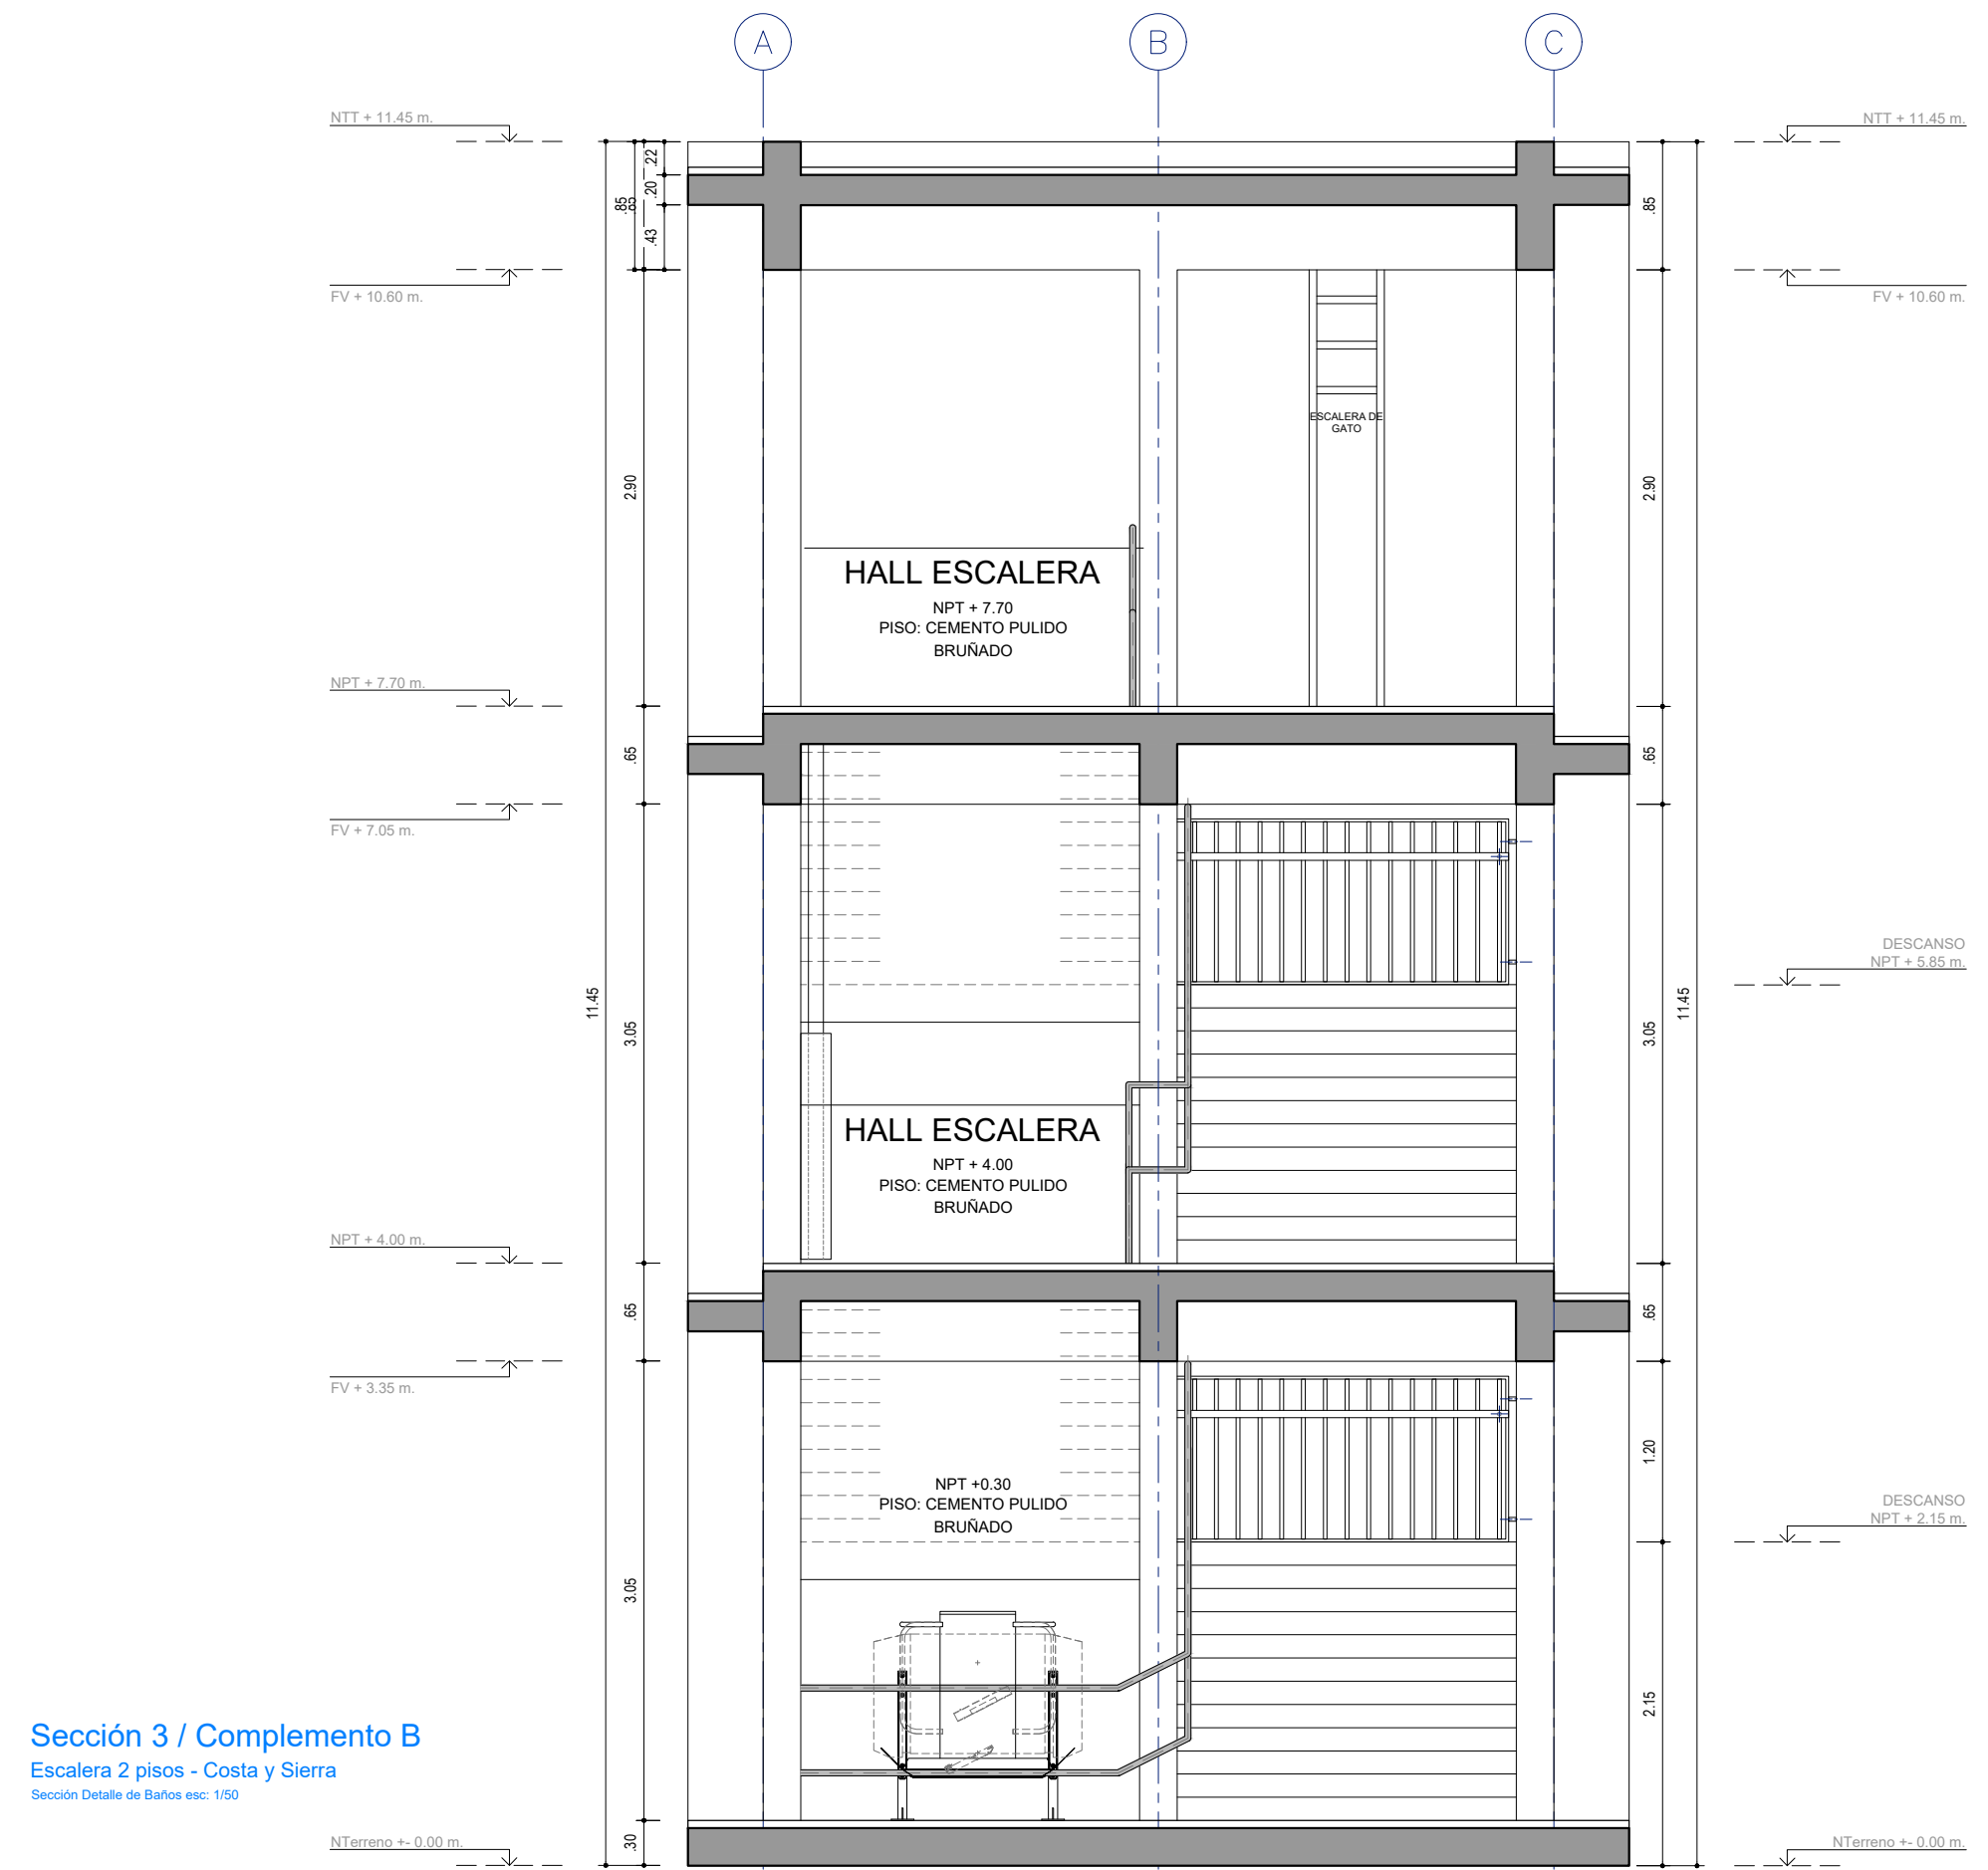 A
B
C
NTT + 11.45 m.
NTT + 11.45 m.
.22
.20
.85
.85
.43
.85
FV + 10.60 m.
FV + 10.60 m.
ESCALERA DE
GATO
2.90
2.90
HALL ESCALERA
NPT + 7.70
PISO: CEMENTO PULIDO
BRUÑADO
NPT + 7.70 m.
.65
.65
FV + 7.05 m.
DESCANSO
NPT + 5.85 m.
11.45
11.45
3.05
3.05
HALL ESCALERA
NPT + 4.00
PISO: CEMENTO PULIDO
BRUÑADO
NPT + 4.00 m.
.65
.65
FV + 3.35 m.
1.20
NPT +0.30
PISO: CEMENTO PULIDO
BRUÑADO
DESCANSO
NPT + 2.15 m.
3.05
2.15
Sección 3 / Complemento B
Escalera 2 pisos - Costa y Sierra
Sección Detalle de Baños esc: 1/50
.30
NTerreno +- 0.00 m.
NTerreno +- 0.00 m.